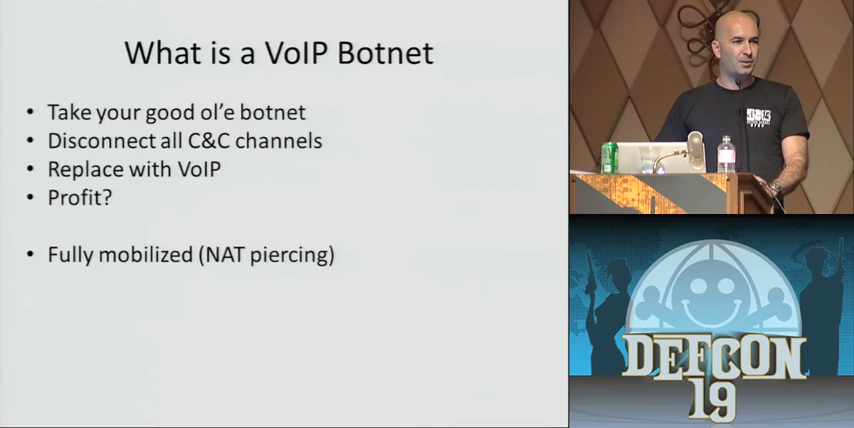 What is a VoIP Botnet
• Take your good ol'e botnet
• Disconnect all C&C channels
• Replace with VoIP
• Profit?
• Fully mobilized (NAT piercing)
DEFCON
19